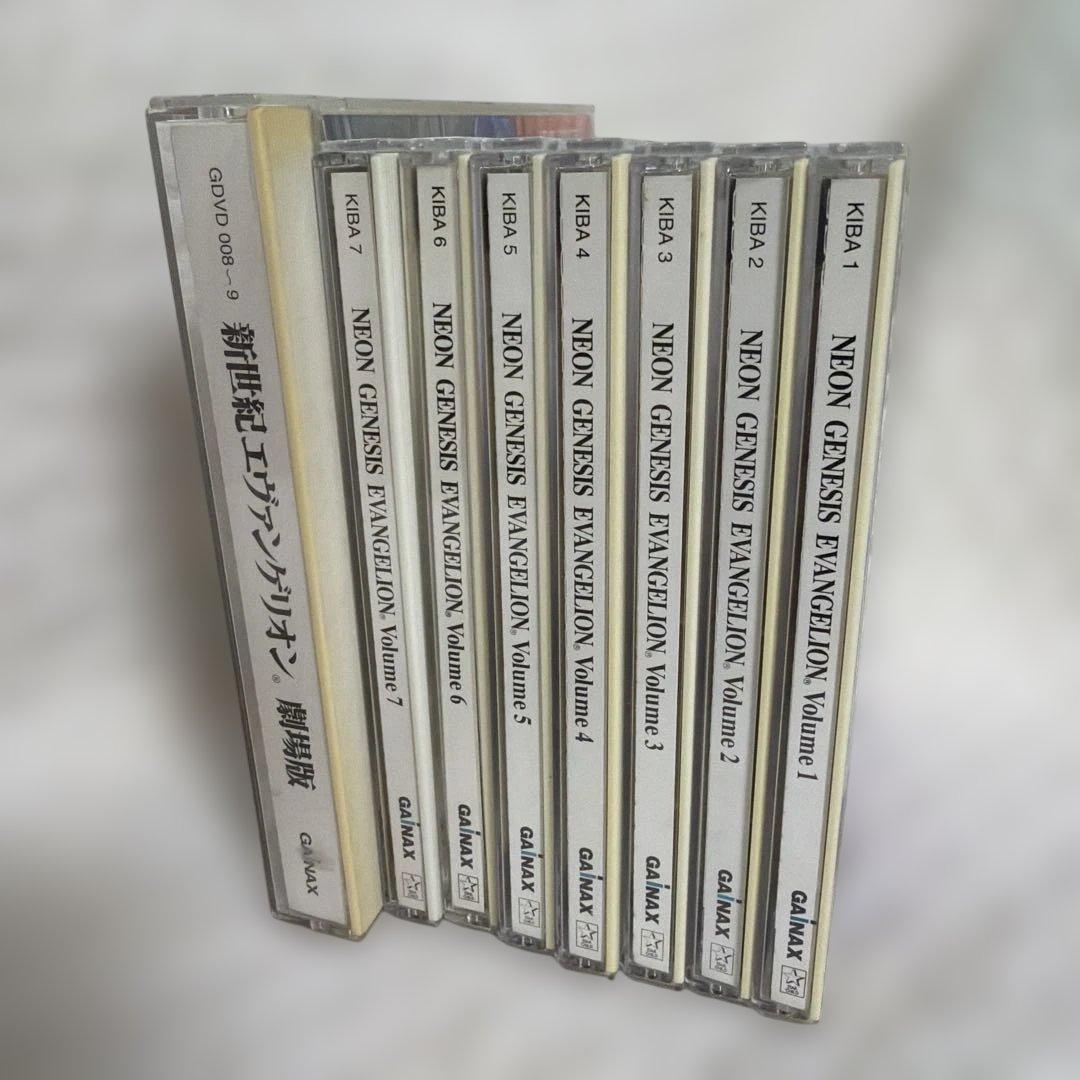 GDVD 008～9 新世紀エヴァンゲリオン® 劇場版 GAINAX
KIBA 7 NEON GENESIS EVANGELION® Volume 7 GAiNAX
KIBA 6 NEON GENESIS EVANGELION® Volume 6 GAiNAX
KIBA 5 NEON GENESIS EVANGELION® Volume 5 GAiNAX
KIBA 4 NEON GENESIS EVANGELION® Volume 4 GAiNAX
KIBA 3 NEON GENESIS EVANGELION® Volume 3 GAiNAX
KIBA 2 NEON GENESIS EVANGELION® Volume 2 GAiNAX
KIBA 1 NEON GENESIS EVANGELION® Volume 1 GAiNAX